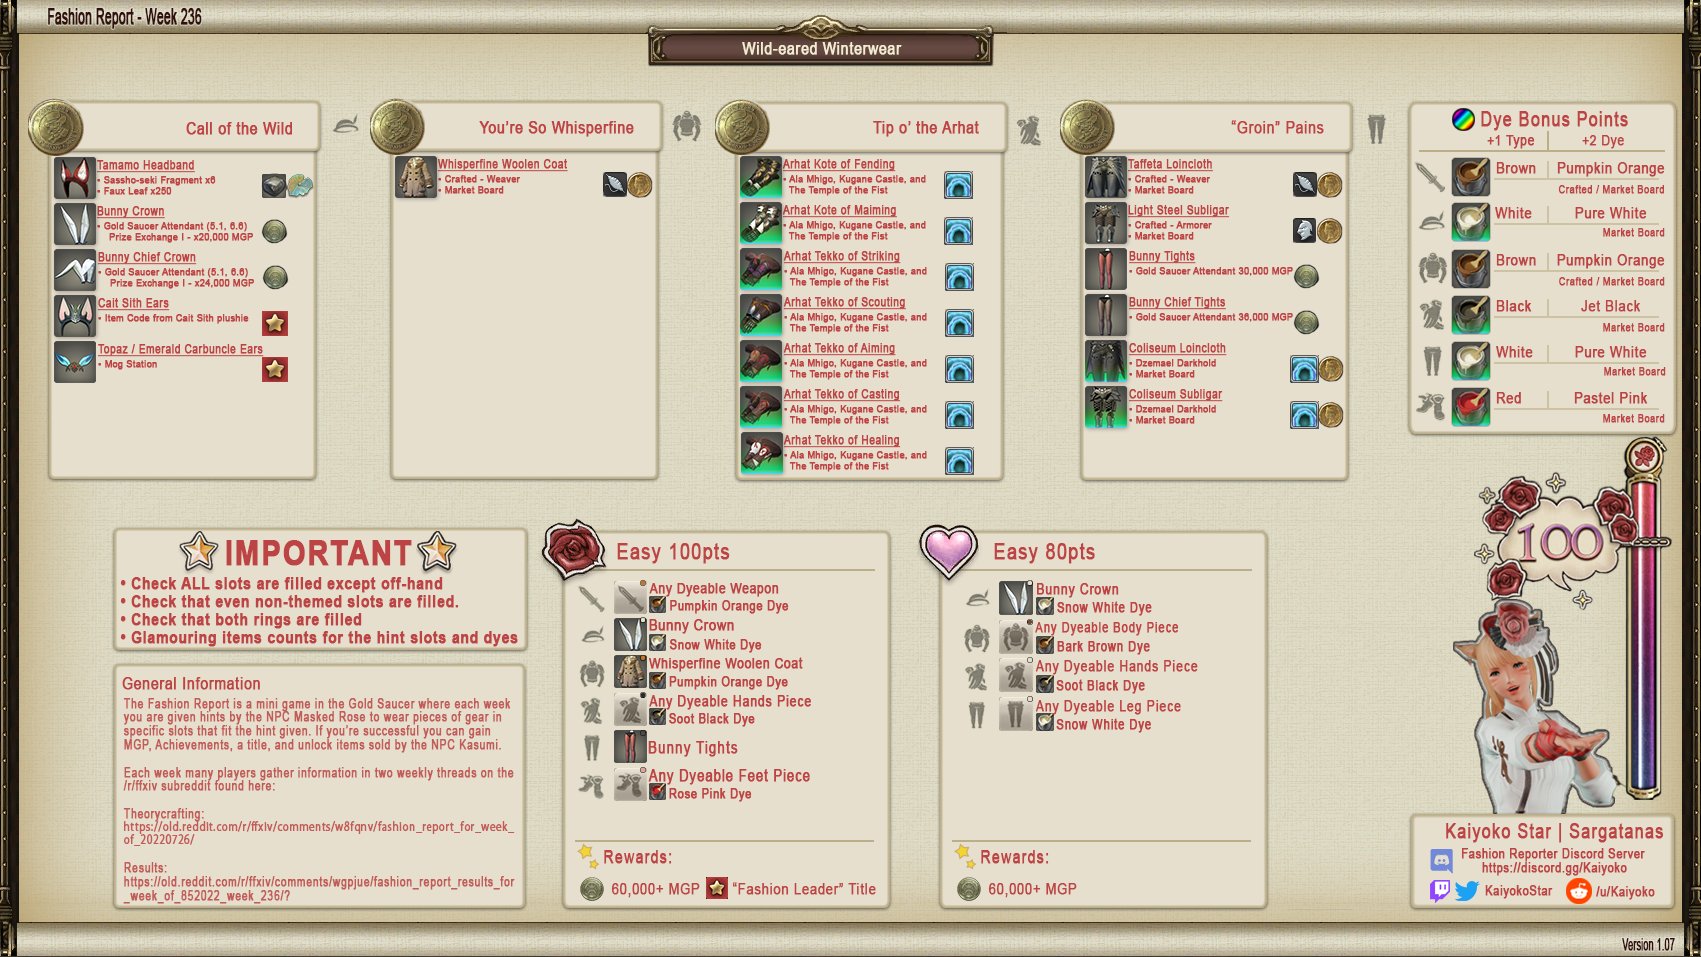 Fashion Report - Week 236
Wild-eared Winterwear
Call of the Wild
Tamamo Headband
• Sassho-seki Fragment x6
• Faux Leaf x250
Bunny Crown
• Gold Saucer Attendant (5.1, 6.6)
Prize Exchange I - x20,000 MGP
Bunny Chief Crown
• Gold Saucer Attendant (5.1, 6.6)
Prize Exchange I - x24,000 MGP
Cait Sith Ears
• Item Code from Cait Sith plushie
Topaz / Emerald Carbuncle Ears
• Mog Station
You're So Whisperfine
Whisperfine Woolen Coat
• Crafted - Weaver
• Market Board
Tip o' the Arhat
Arhat Kote of Fending
• Ala Mhigo, Kugane Castle, and
The Temple of the Fist
Arhat Kote of Maiming
• Ala Mhigo, Kugane Castle, and
The Temple of the Fist
Arhat Tekko of Striking
• Ala Mhigo, Kugane Castle, and
The Temple of the Fist
Arhat Tekko of Scouting
• Ala Mhigo, Kugane Castle, and
The Temple of the Fist
Arhat Tekko of Aiming
• Ala Mhigo, Kugane Castle, and
The Temple of the Fist
Arhat Tekko of Casting
• Ala Mhigo, Kugane Castle, and
The Temple of the Fist
Arhat Tekko of Healing
• Ala Mhigo, Kugane Castle, and
The Temple of the Fist
"Groin" Pains
Taffeta Loincloth
• Crafted - Weaver
• Market Board
Light Steel Subligar
• Crafted - Armorer
• Market Board
Bunny Tights
• Gold Saucer Attendant 30,000 MGP
Bunny Chief Tights
• Gold Saucer Attendant 36,000 MGP
Coliseum Loincloth
• Dzemael Darkhold
• Market Board
Coliseum Subligar
• Dzemael Darkhold
• Market Board
Dye Bonus Points
+1 Type +2 Dye
Brown Pumpkin Orange
Crafted / Market Board
White Pure White
Market Board
Brown Pumpkin Orange
Crafted / Market Board
Black Jet Black
Market Board
White Pure White
Market Board
Red Pastel Pink
Market Board
IMPORTANT
• Check ALL slots are filled except off-hand
• Check that even non-themed slots are filled.
• Check that both rings are filled
• Glamouring items counts for the hint slots and dyes
General Information
The Fashion Report is a mini game in the Gold Saucer where each week
you are given hints by the NPC Masked Rose to wear pieces of gear in
specific slots that fit the hint given. If you're successful you can gain
MGP, Achievements, a title, and unlock items sold by the NPC Kasumi.
Each week many players gather information in two weekly threads on the
/r/ffxiv subreddit found here:
Theorycrafting:
https://old.reddit.com/r/ffxiv/comments/w8fqnv/fashion_report_for_week_
of_20220726/
Results:
https://old.reddit.com/r/ffxiv/comments/wgpjue/fashion_report_results_for
_week_of_852022_week_236/?
Easy 100pts
Any Dyeable Weapon
Pumpkin Orange Dye
Bunny Crown
Snow White Dye
Whisperfine Woolen Coat
Pumpkin Orange Dye
Any Dyeable Hands Piece
Soot Black Dye
Bunny Tights
Any Dyeable Feet Piece
Rose Pink Dye
Rewards:
60,000+ MGP "Fashion Leader" Title
Easy 80pts
Bunny Crown
Snow White Dye
Any Dyeable Body Piece
Bark Brown Dye
Any Dyeable Hands Piece
Soot Black Dye
Any Dyeable Leg Piece
Snow White Dye
Rewards:
60,000+ MGP
100
Kaiyoko Star | Sargatanas
Fashion Reporter Discord Server
https://discord.gg/Kaiyoko
KaiyokoStar /u/Kaiyoko
Version 1.07